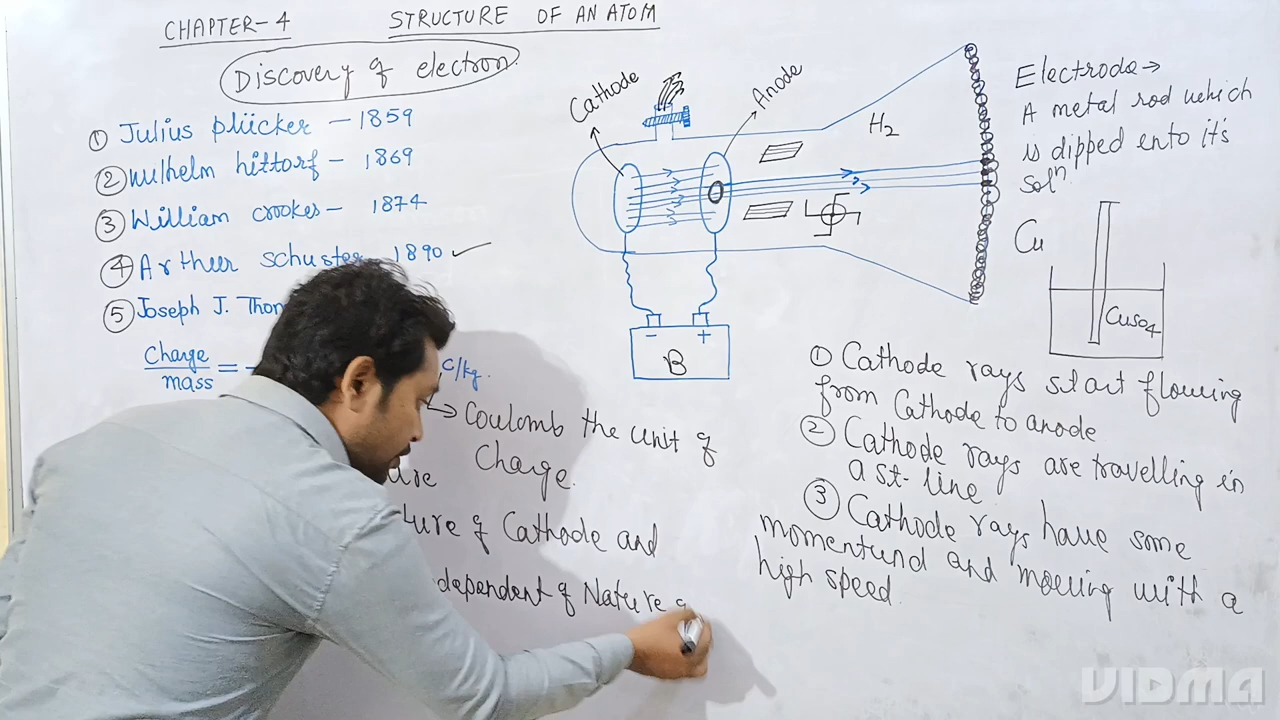 CHAPTER-4 STRUCTURE OF AN ATOM
Discovery of electron
① Julius plücker - 1859
② Wilhelm hittorf - 1869
③ William crookes - 1874
④ Arthur schuster - 1890 ✓
⑤ Joseph J. Thom
Charge
mass = C/kg.
↳ Coulomb the unit of
Charge.
ure
ture of Cathode and
dependent of Nature
Cathode
Anode
H2
- +
B
Electrode →
A metal rod which
is dipped into it's
Solⁿ.
Cu
CuSO4
① Cathode rays start flowing
from Cathode to anode
② Cathode rays are travelling in
a st- line
③ Cathode rays have some
momentund and moving with a
high speed.
VIDMA